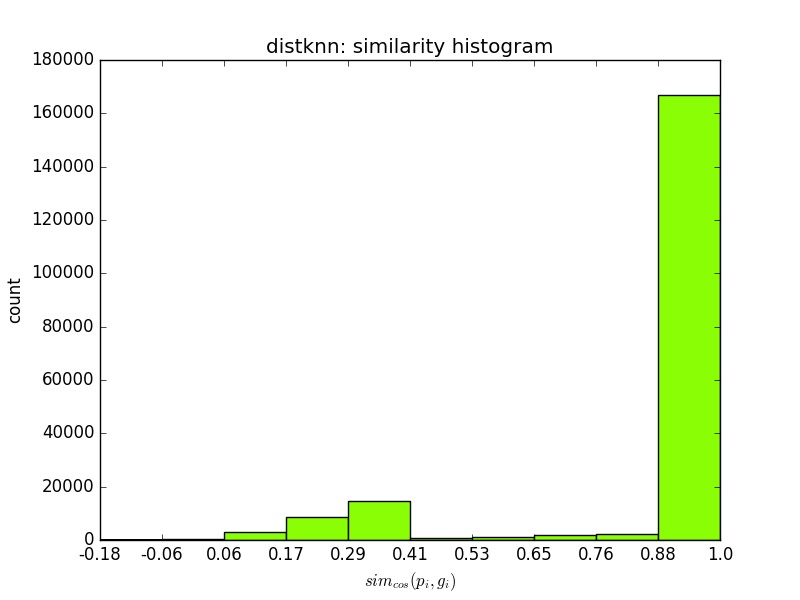 distknn: similarity histogram
180000
160000
140000
120000
100000
80000
60000
40000
20000
0
count
-0.18 -0.06 0.06 0.17 0.29 0.41 0.53 0.65 0.76 0.88 1.0
sim_cos(p_i, g_i)